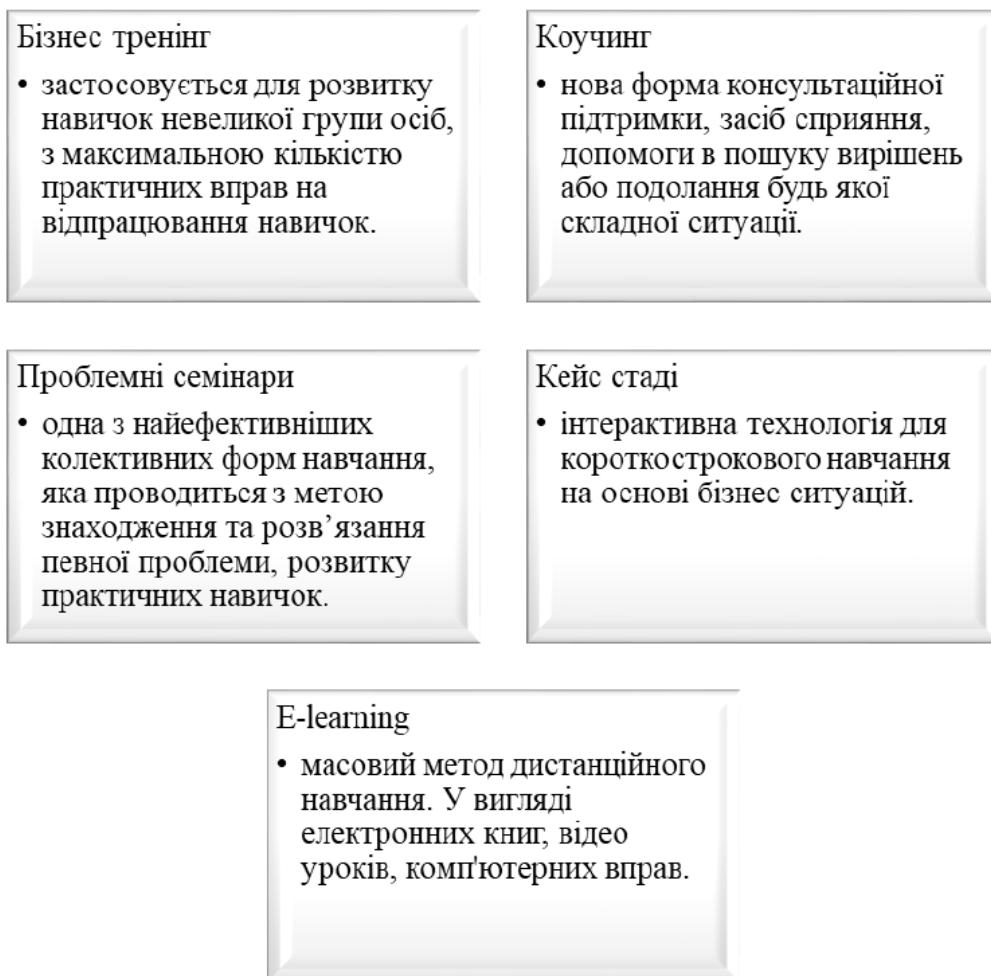 Бізнес тренінг
• застосовується для розвитку
навичок невеликої групи осіб,
з максимальною кількістю
практичних вправ на
відпрацювання навичок.
Коучинг
• нова форма консультаційної
підтримки, засіб сприяння,
допомоги в пошуку вирішень
або подолання будь якої
складної ситуації.
Проблемні семінари
• одна з найефективніших
колективних форм навчання,
яка проводиться з метою
знаходження та розв’язання
певної проблеми, розвитку
практичних навичок.
Кейс стаді
• інтерактивна технологія для
короткострокового навчання
на основі бізнес ситуацій.
E-learning
• масовий метод дистанційного
навчання. У вигляді
електронних книг, відео
уроків, комп'ютерних вправ.